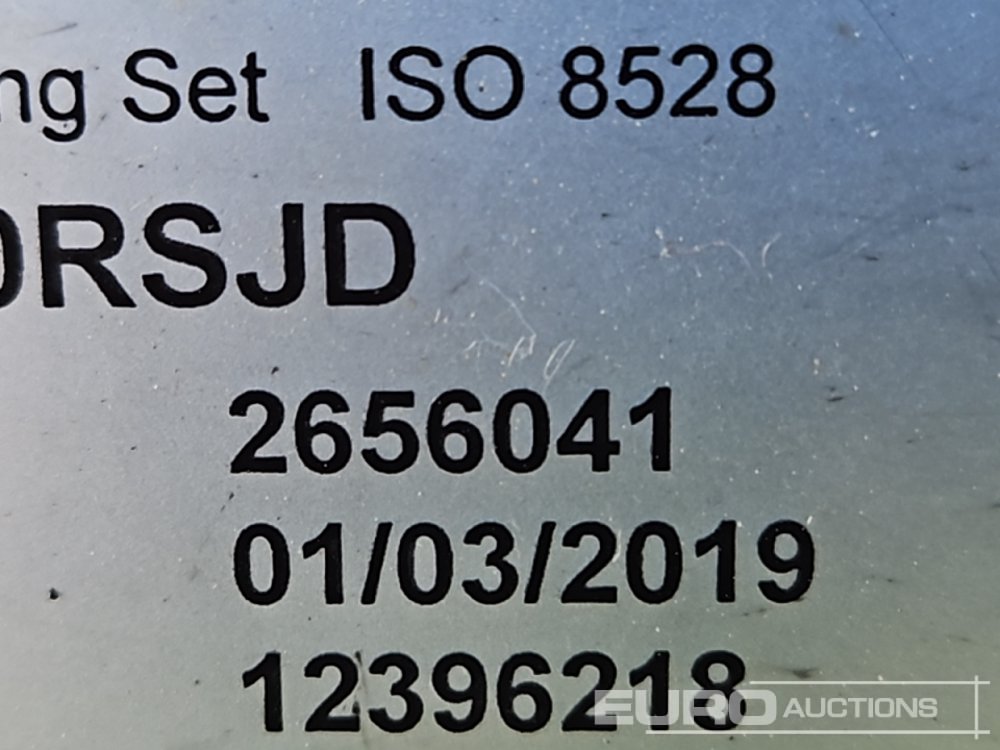 ng Set ISO 8528
0RSJD
2656041
01/03/2019
12396218
EURO AUCTIONS